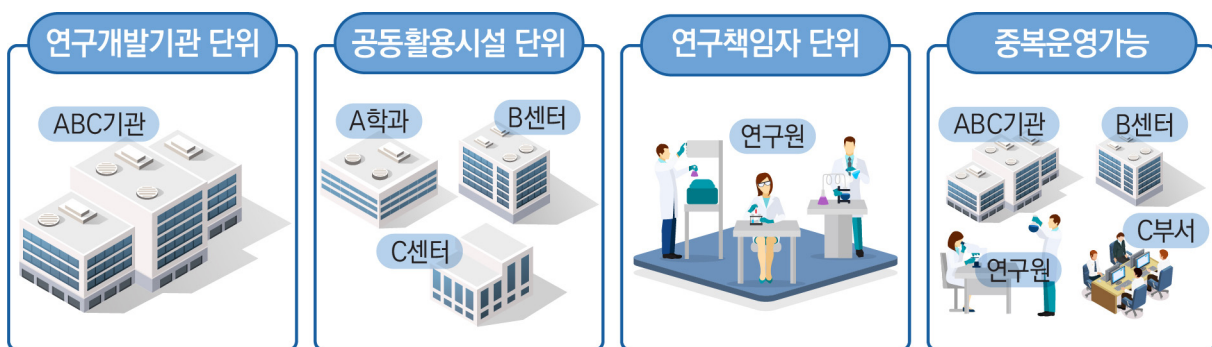 연구개발기관 단위
ABC기관
공동활용시설 단위
A학과
B센터
C센터
연구책임자 단위
연구원
중복운영가능
ABC기관
B센터
연구원
C부서